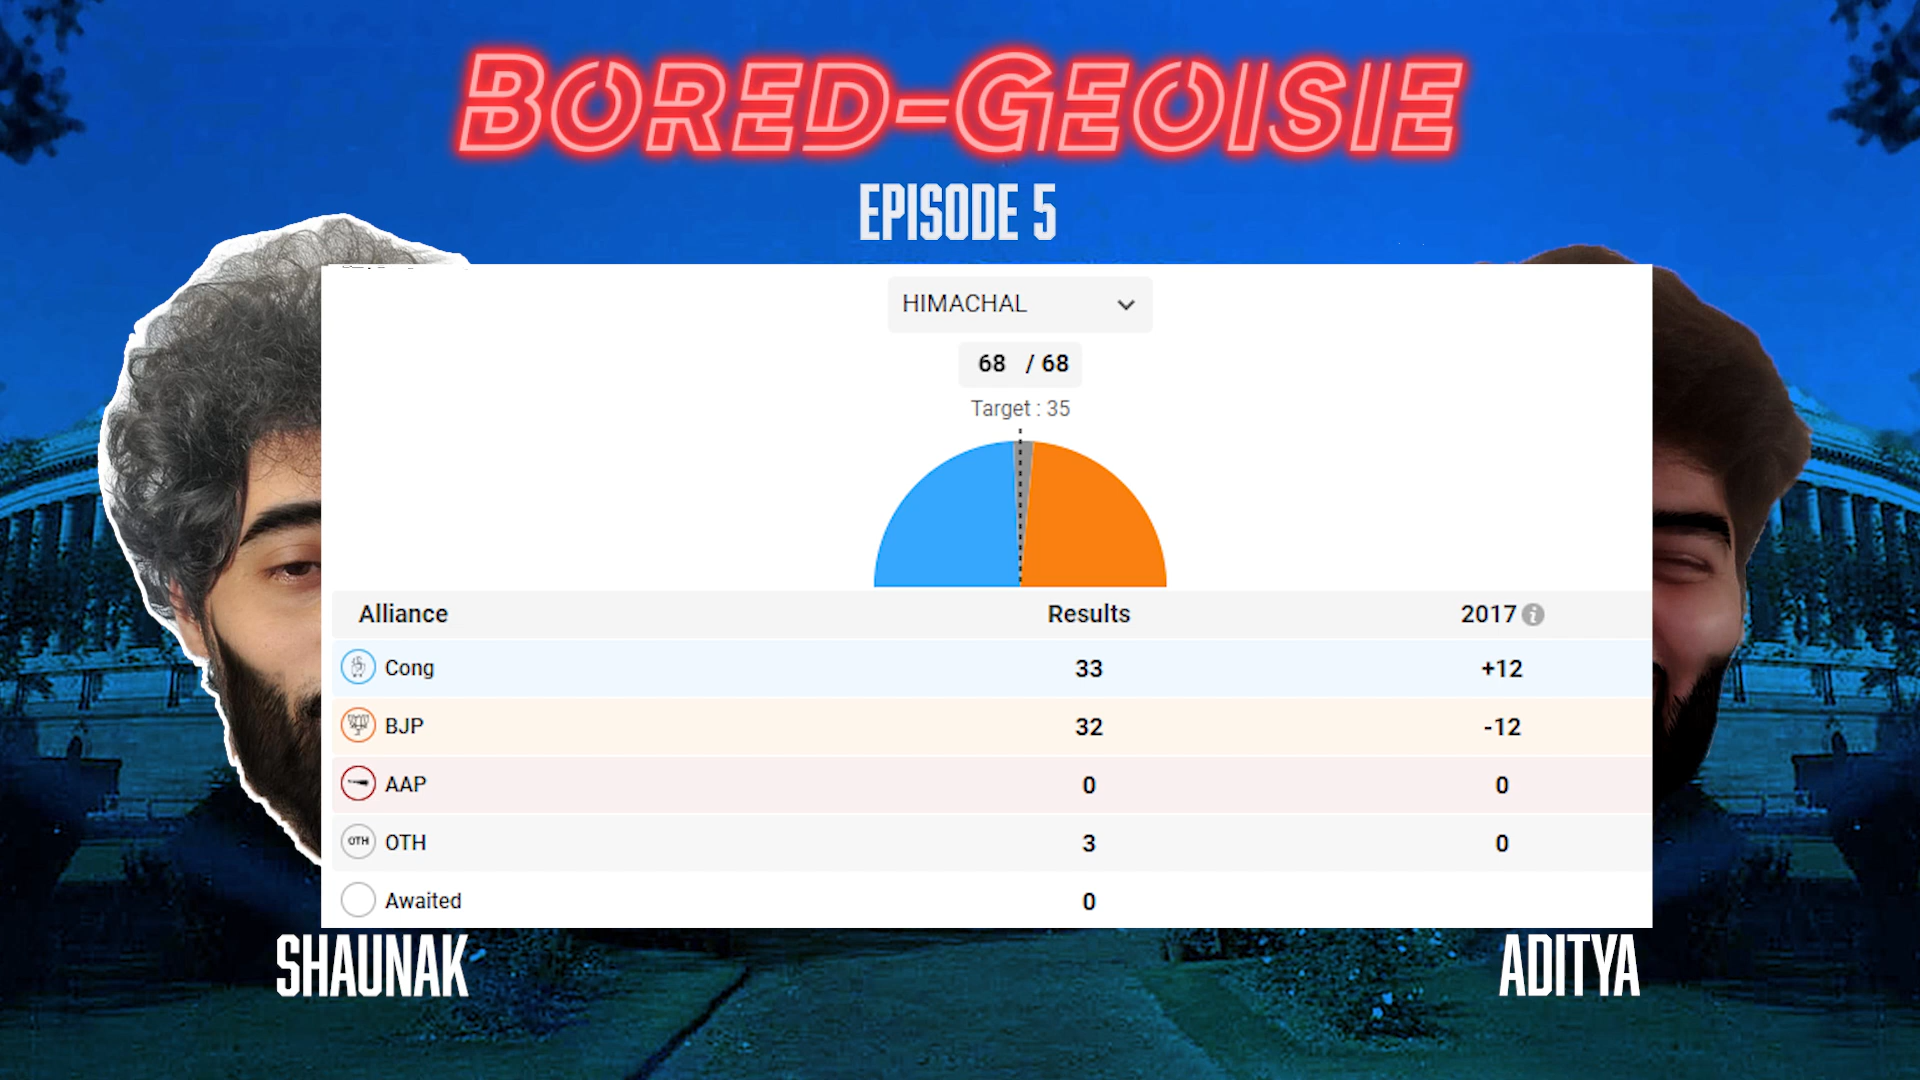 BORED-GEOISIE
EPISODE 5
HIMACHAL
68 / 68
Target : 35
Alliance Results 2017
Cong 33 +12
BJP 32 -12
AAP 0 0
OTH OTH 3 0
Awaited 0
SHAUNAK ADITYA